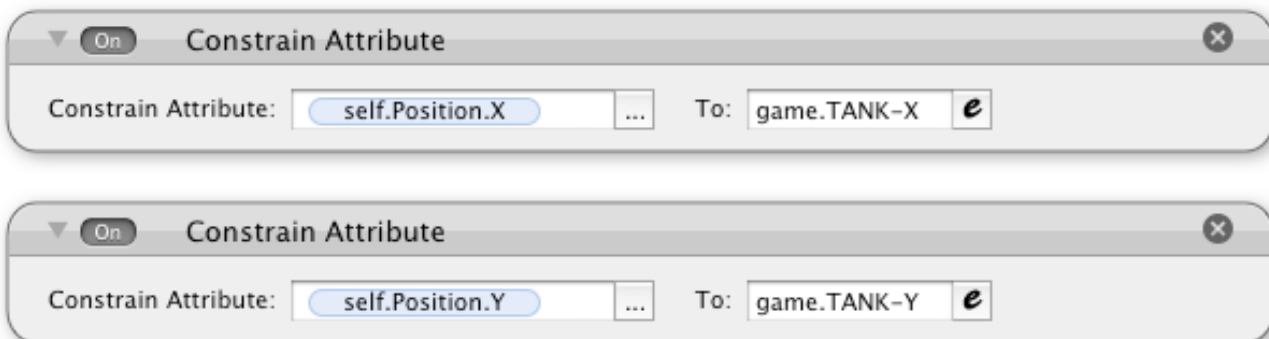 On Constrain Attribute
Constrain Attribute: self.Position.X ... To: game.TANK-X e
On Constrain Attribute
Constrain Attribute: self.Position.Y ... To: game.TANK-Y e